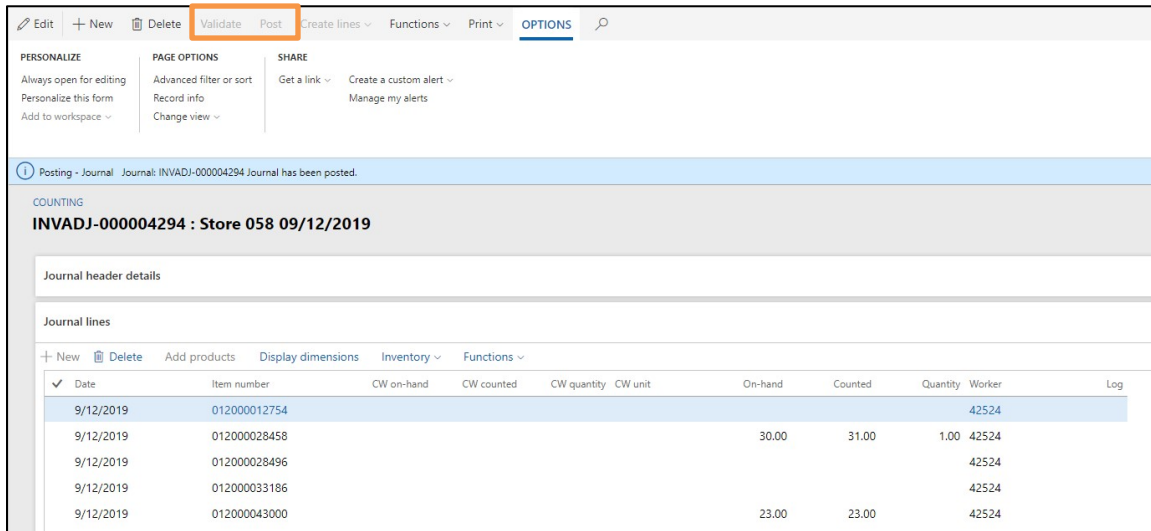 Edit New Delete Validate Post Create lines Functions Print OPTIONS
PERSONALIZE PAGE OPTIONS SHARE
Always open for editing Advanced filter or sort Get a link Create a custom alert
Personalize this form Record info Manage my alerts
Add to workspace Change view
Posting - Journal Journal: INVADJ-000004294 Journal has been posted.
COUNTING
INVADJ-000004294 : Store 058 09/12/2019
Journal header details
Journal lines
New Delete Add products Display dimensions Inventory Functions
Date Item number CW on-hand CW counted CW quantity CW unit On-hand Counted Quantity Worker Log
9/12/2019 012000012754 42524
9/12/2019 012000028458 30.00 31.00 1.00 42524
9/12/2019 012000028496 42524
9/12/2019 012000033186 42524
9/12/2019 012000043000 23.00 23.00 42524